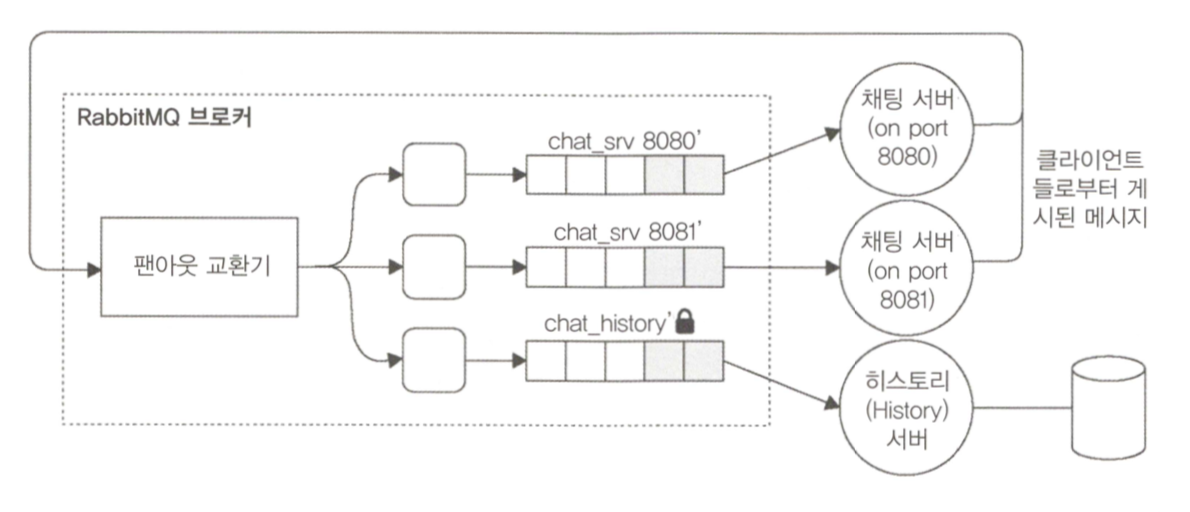 RabbitMQ 브로커
chat_srv 8080'
채팅 서버
(on port
8080)
클라이언트
들로부터 게
시된 메시지
팬아웃 교환기
chat_srv 8081'
채팅 서버
(on port
8081)
chat_history'
히스토리
(History)
서버